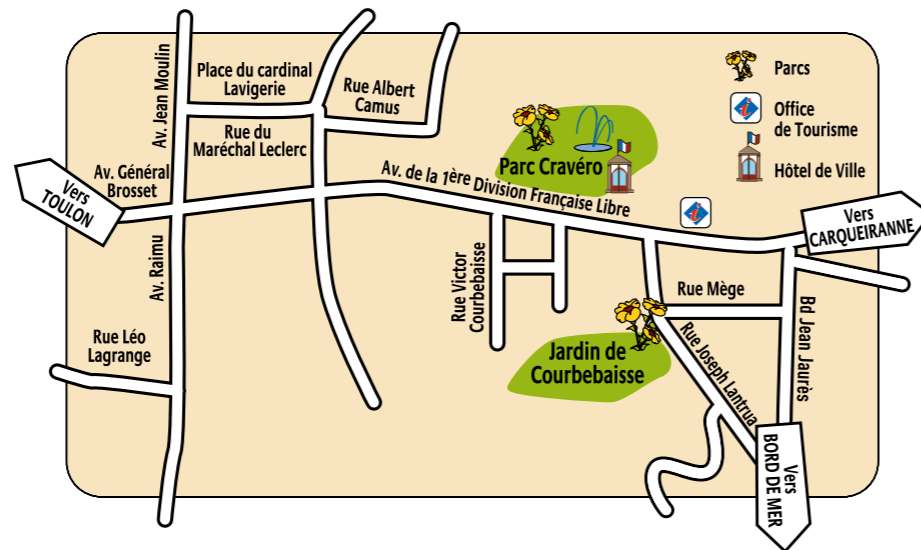 Av. Jean Moulin
Place du cardinal
Lavigerie
Rue Albert
Camus
Rue du
Maréchal Leclerc
Av. Général
Brosset
Vers
TOULON
Av. Raimu
Rue Léo
Lagrange
Parc Cravéro
Av. de la 1ère Division Française Libre
Parcs
Office
de Tourisme
Hôtel de Ville
Vers
CARQUEIRANNE
Rue Victor
Courbebaisse
Rue Mège
Jardin de
Courbebaisse
Rue Joseph Lantrua
Bd Jean Jaurès
Vers
BORD DE MER